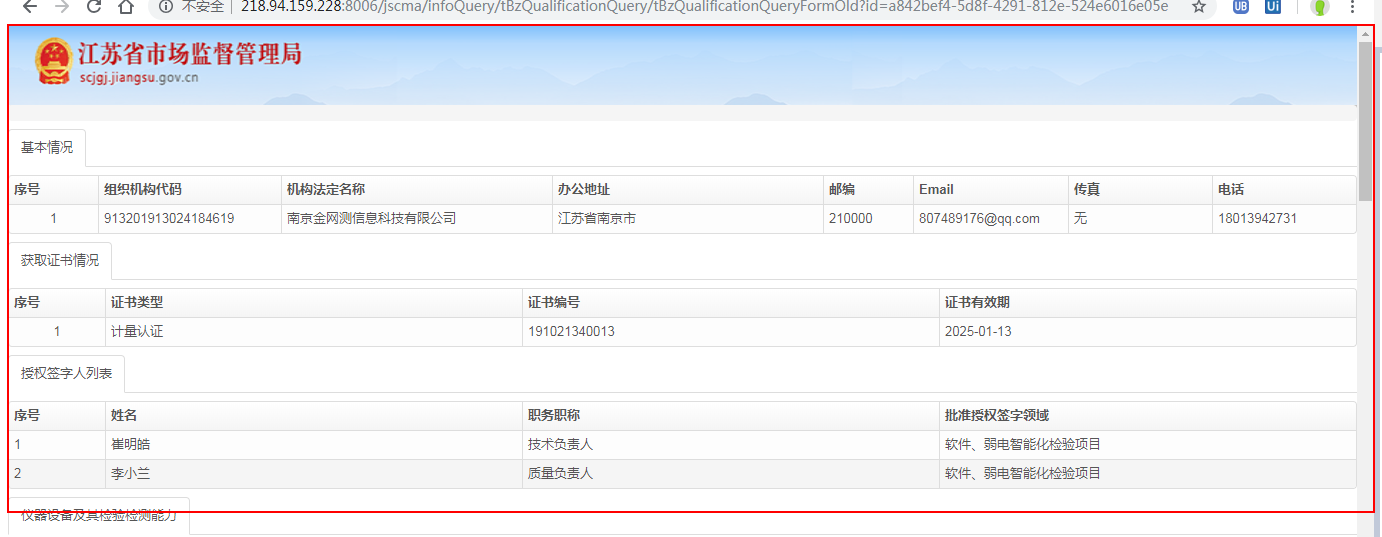 不安全 218.94.159.228:8006/jscma/infoQuery/tBzQualificationQuery/tBzQualificationQueryFormOld?id=a842bef4-5d8f-4291-812e-524e6016e05e UB Ui
江苏省市场监督管理局
scjgj.jiangsu.gov.cn
基本情况
序号 组织机构代码 机构法定名称 办公地址 邮编 Email 传真 电话
1 913201913024184619 南京金网测信息科技有限公司 江苏省南京市 210000 807489176@qq.com 无 18013942731
获取证书情况
序号 证书类型 证书编号 证书有效期
1 计量认证 191021340013 2025-01-13
授权签字人列表
序号 姓名 职务职称 批准授权签字领域
1 崔明皓 技术负责人 软件、弱电智能化检验项目
2 李小兰 质量负责人 软件、弱电智能化检验项目
仪器设备及其检验检测能力